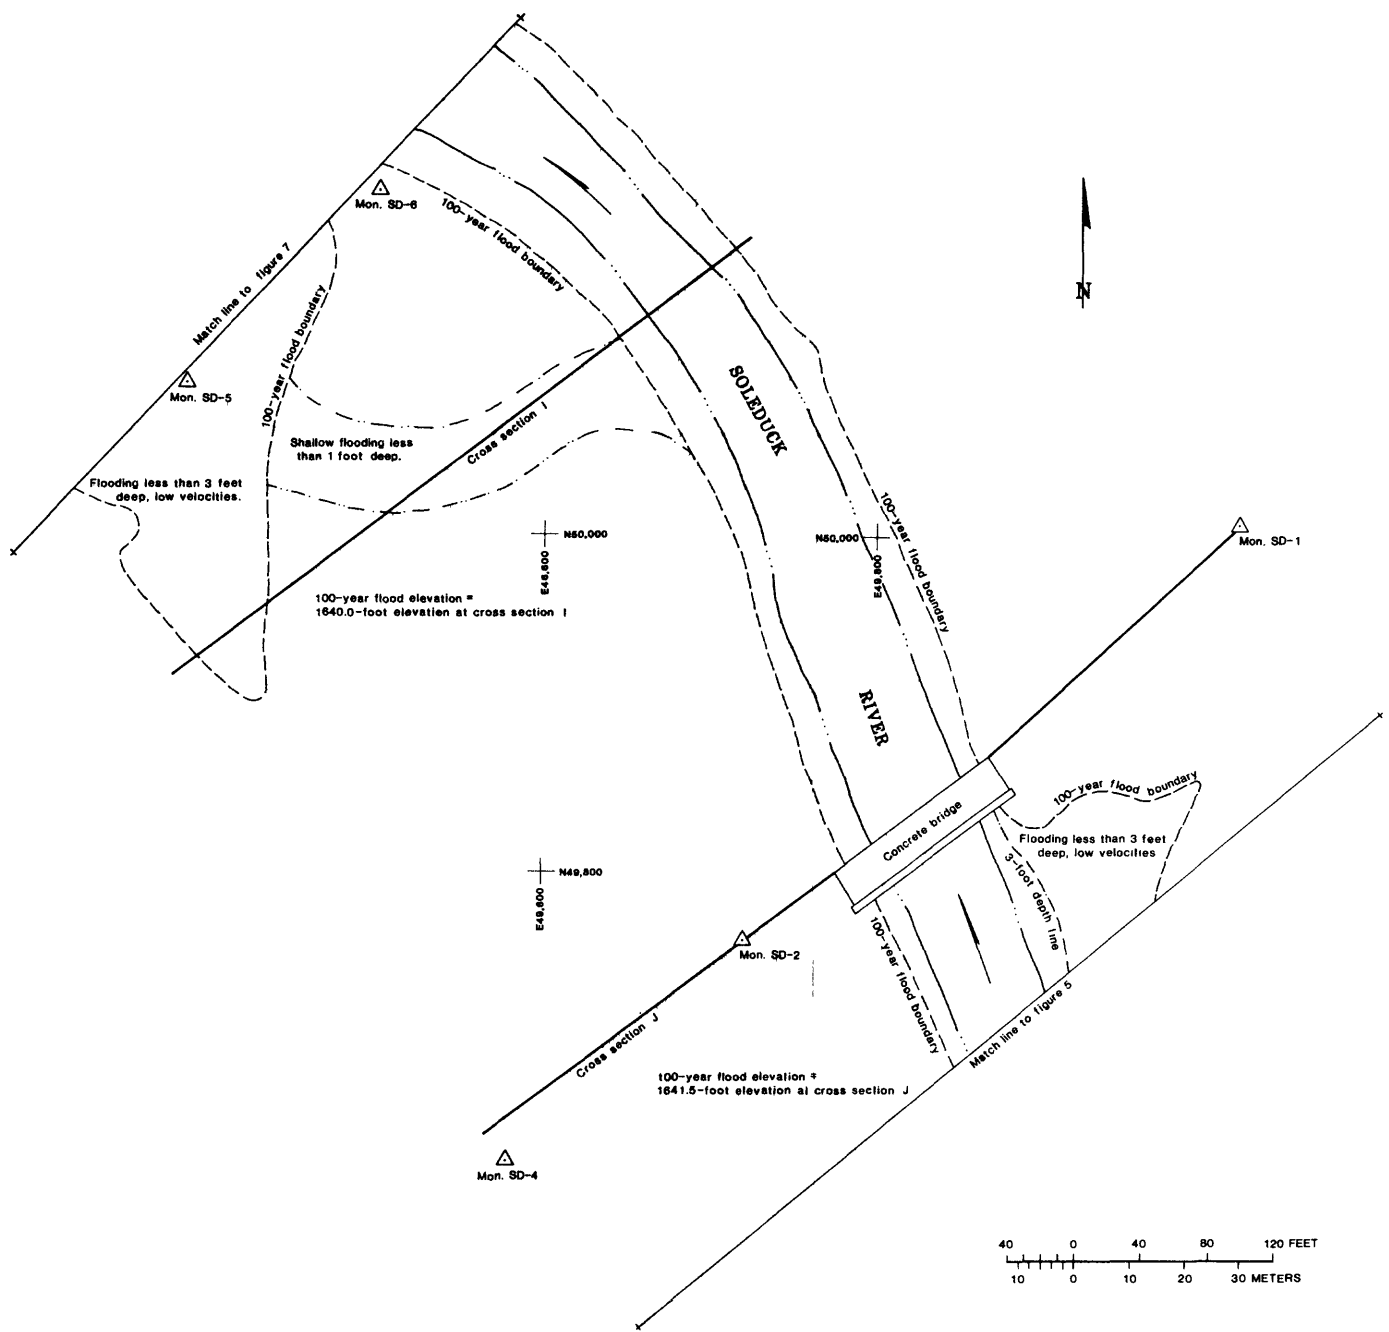 Mon. SD-6
100-year flood boundary
N
Match line to figure 7
100-year flood boundary
Mon. SD-5
SOLEDUCK
Cross section I
Shallow flooding less
than 1 foot deep.
Flooding less than 3 feet
deep, low velocities.
100-year flood boundary
N50,000
E49,600
N50,000
E49,800
Mon. SD-1
100-year flood elevation =
1640.0-foot elevation at cross section I
RIVER
100-year flood boundary
Concrete bridge
Flooding less than 3 feet
deep, low velocities
3-foot depth line
N49,800
E49,600
100-year flood boundary
Mon. SD-2
Cross section J
Match line to figure 5
100-year flood elevation =
1641.5-foot elevation at cross section J
Mon. SD-4
40 0 40 80 120 FEET
10 0 10 20 30 METERS